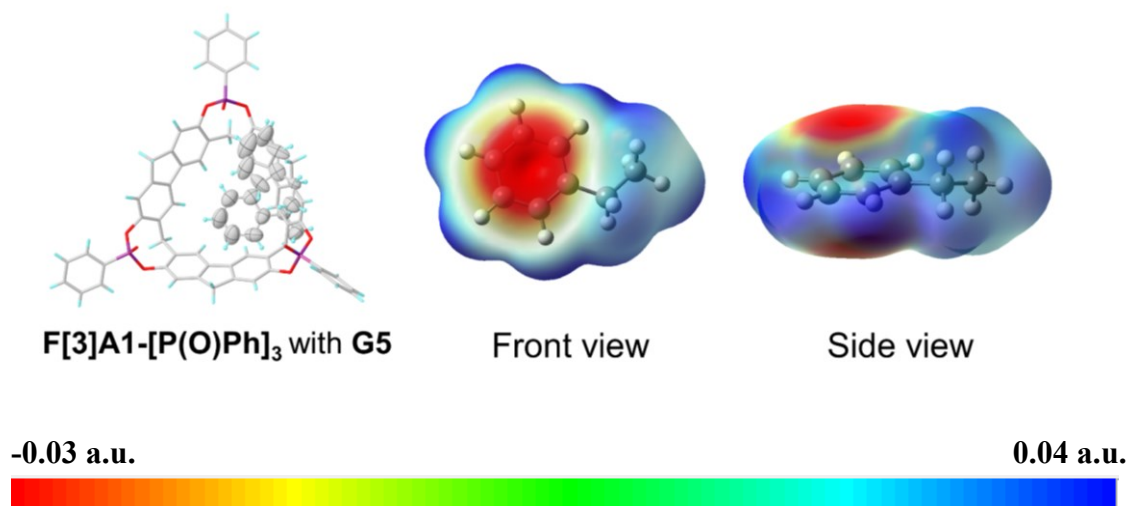 F[3]A1-[P(O)Ph]₃ with G5
Front view
Side view
-0.03 a.u.
0.04 a.u.